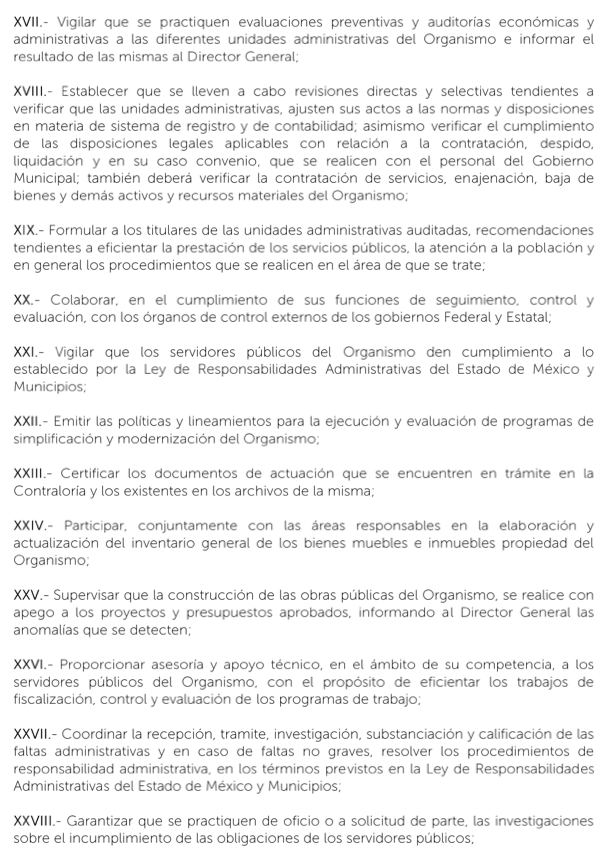 XVII.- Vigilar que se practiquen evaluaciones preventivas y auditorías económicas y
administrativas a las diferentes unidades administrativas del Organismo e informar el
resultado de las mismas al Director General;
XVIII.- Establecer que se lleven a cabo revisiones directas y selectivas tendientes a
verificar que las unidades administrativas, ajusten sus actos a las normas y disposiciones
en materia de sistema de registro y de contabilidad; asimismo verificar el cumplimiento
de las disposiciones legales aplicables con relación a la contratación, despido,
liquidación y en su caso convenio, que se realicen con el personal del Gobierno
Municipal; también deberá verificar la contratación de servicios, enajenación, baja de
bienes y demás activos y recursos materiales del Organismo;
XIX.- Formular a los titulares de las unidades administrativas auditadas, recomendaciones
tendientes a eficientar la prestación de los servicios públicos, la atención a la población y
en general los procedimientos que se realicen en el área de que se trate;
XX.- Colaborar, en el cumplimiento de sus funciones de seguimiento, control y
evaluación, con los órganos de control externos de los gobiernos Federal y Estatal;
XXI.- Vigilar que los servidores públicos del Organismo den cumplimiento a lo
establecido por la Ley de Responsabilidades Administrativas del Estado de México y
Municipios;
XXII.- Emitir las políticas y lineamientos para la ejecución y evaluación de programas de
simplificación y modernización del Organismo;
XXIII.- Certificar los documentos de actuación que se encuentren en trámite en la
Contraloría y los existentes en los archivos de la misma;
XXIV.- Participar, conjuntamente con las áreas responsables en la elaboración y
actualización del inventario general de los bienes muebles e inmuebles propiedad del
Organismo;
XXV.- Supervisar que la construcción de las obras públicas del Organismo, se realice con
apego a los proyectos y presupuestos aprobados, informando al Director General las
anomalías que se detecten;
XXVI.- Proporcionar asesoría y apoyo técnico, en el ámbito de su competencia, a los
servidores públicos del Organismo, con el propósito de eficientar los trabajos de
fiscalización, control y evaluación de los programas de trabajo;
XXVII.- Coordinar la recepción, tramite, investigación, substanciación y calificación de las
faltas administrativas y en caso de faltas no graves, resolver los procedimientos de
responsabilidad administrativa, en los términos previstos en la Ley de Responsabilidades
Administrativas del Estado de México y Municipios;
XXVIII.- Garantizar que se practiquen de oficio o a solicitud de parte, las investigaciones
sobre el incumplimiento de las obligaciones de los servidores públicos;